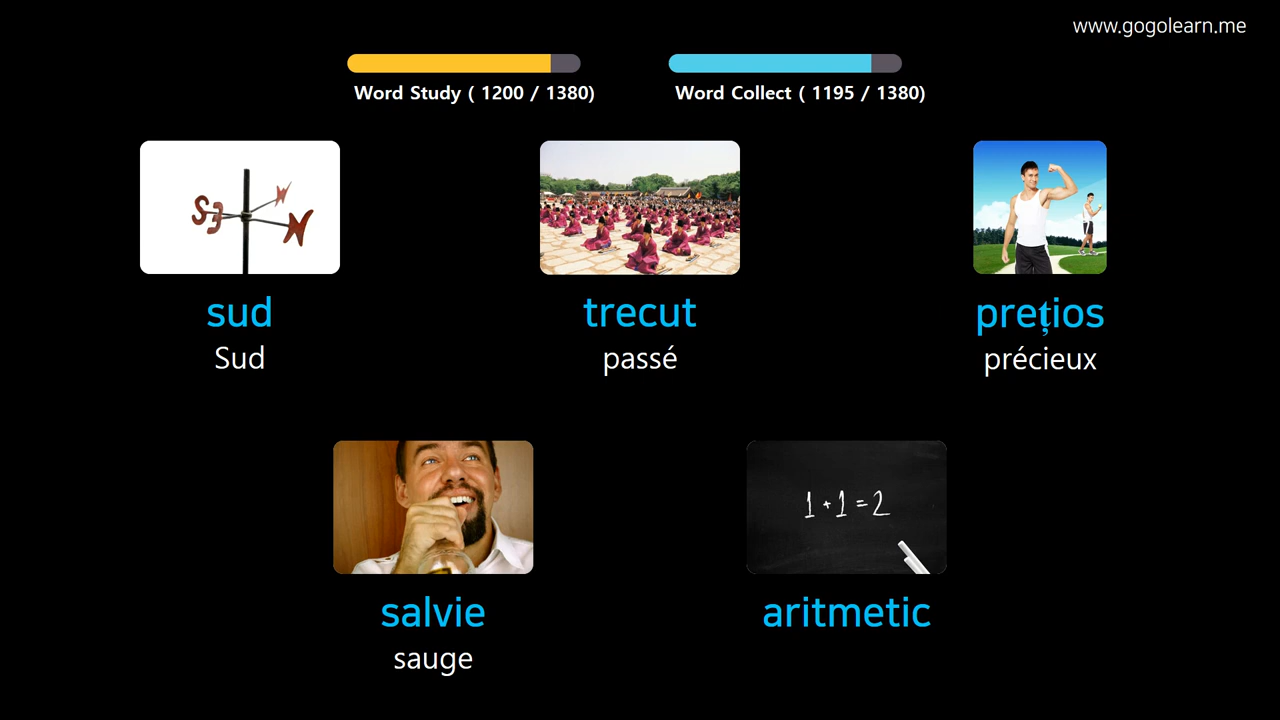 www.gogolearn.me
Word Study ( 1200 / 1380)
Word Collect ( 1195 / 1380)
S E W N
sud
Sud
trecut
passé
prețios
précieux
1 + 1 = 2
salvie
sauge
aritmetic